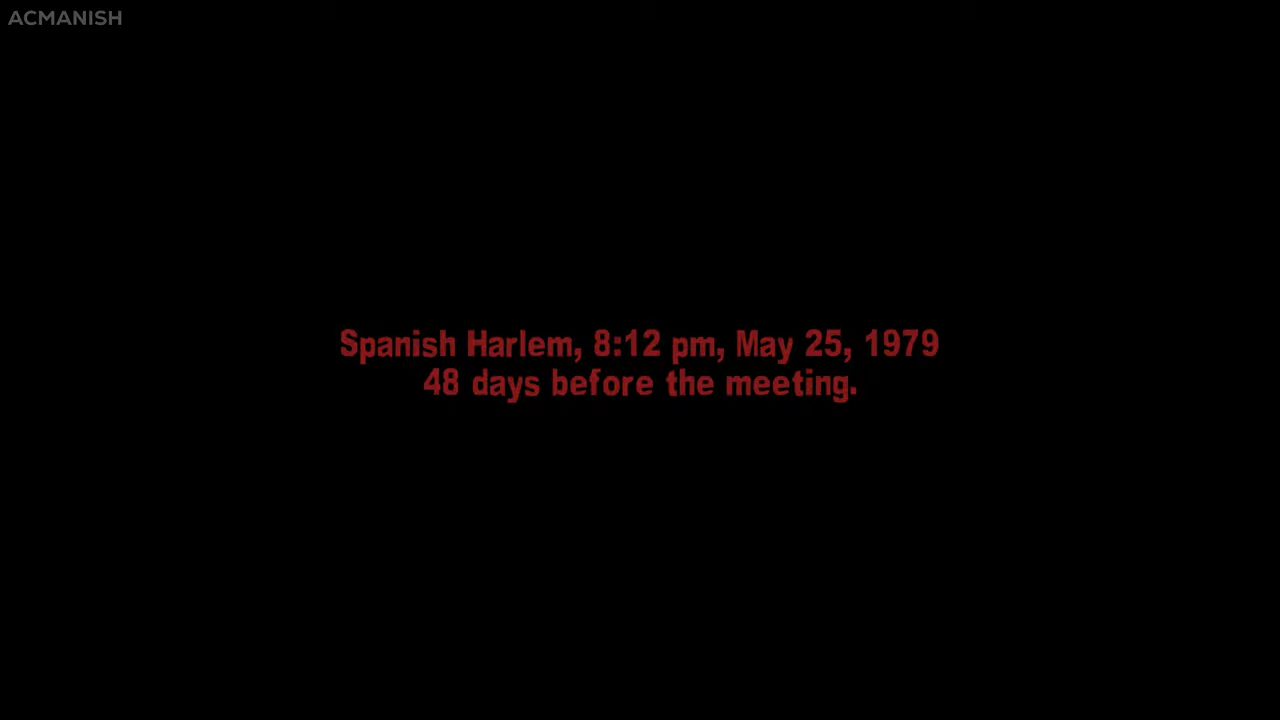 ACMANISH
Spanish Harlem, 8:12 pm, May 25, 1979
48 days before the meeting.